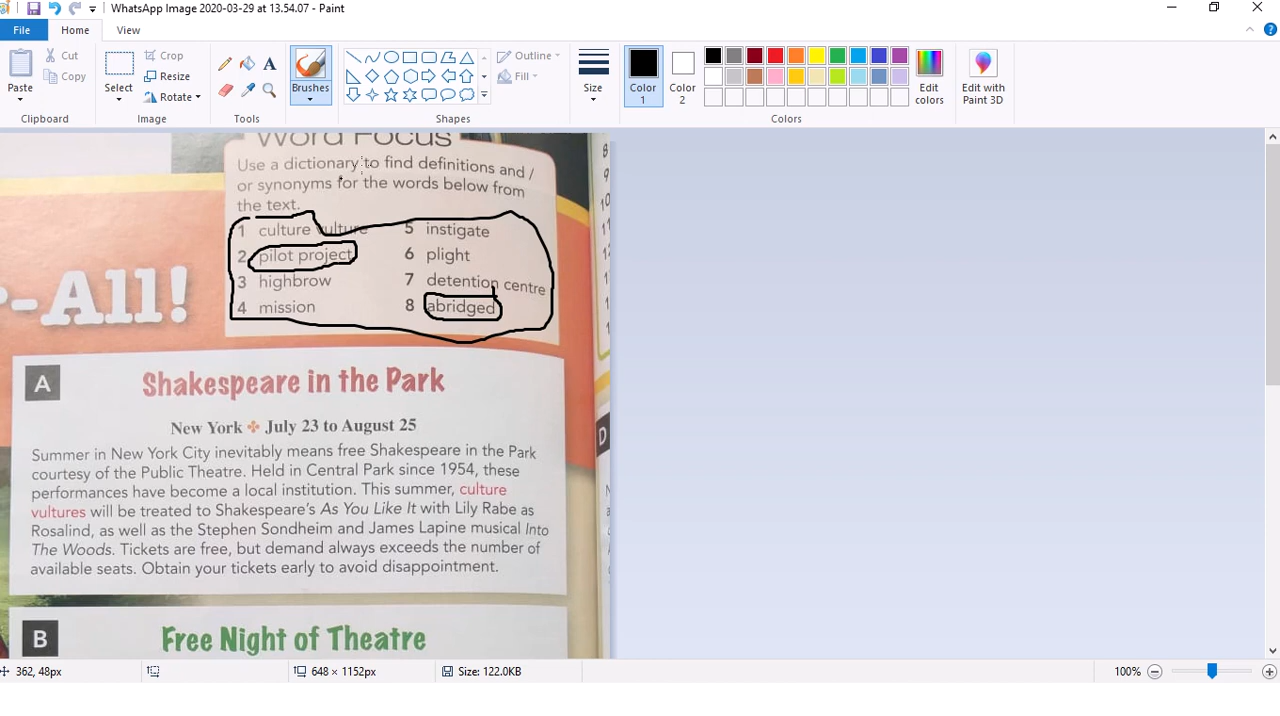 WhatsApp Image 2020-03-29 at 13.54.07 - Paint
File Home View
Paste
Cut
Copy
Clipboard
Select
Crop
Resize
Rotate
Image
A
Tools
Brushes
Shapes
Outline
Fill
Size
Color 1
Color 2
Colors
Edit colors
Edit with Paint 3D
Word Focus
Use a dictionary to find definitions and /
or synonyms for the words below from
the text.
1 culture vulture 5 instigate
2 pilot project 6 plight
3 highbrow 7 detention centre
4 mission 8 abridged
r-All!
A Shakespeare in the Park
New York July 23 to August 25
Summer in New York City inevitably means free Shakespeare in the Park
courtesy of the Public Theatre. Held in Central Park since 1954, these
performances have become a local institution. This summer, culture
vultures will be treated to Shakespeare's As You Like It with Lily Rabe as
Rosalind, as well as the Stephen Sondheim and James Lapine musical Into
The Woods. Tickets are free, but demand always exceeds the number of
available seats. Obtain your tickets early to avoid disappointment.
B Free Night of Theatre
8
9
10
D
362, 48px 648 × 1152px Size: 122.0KB 100%